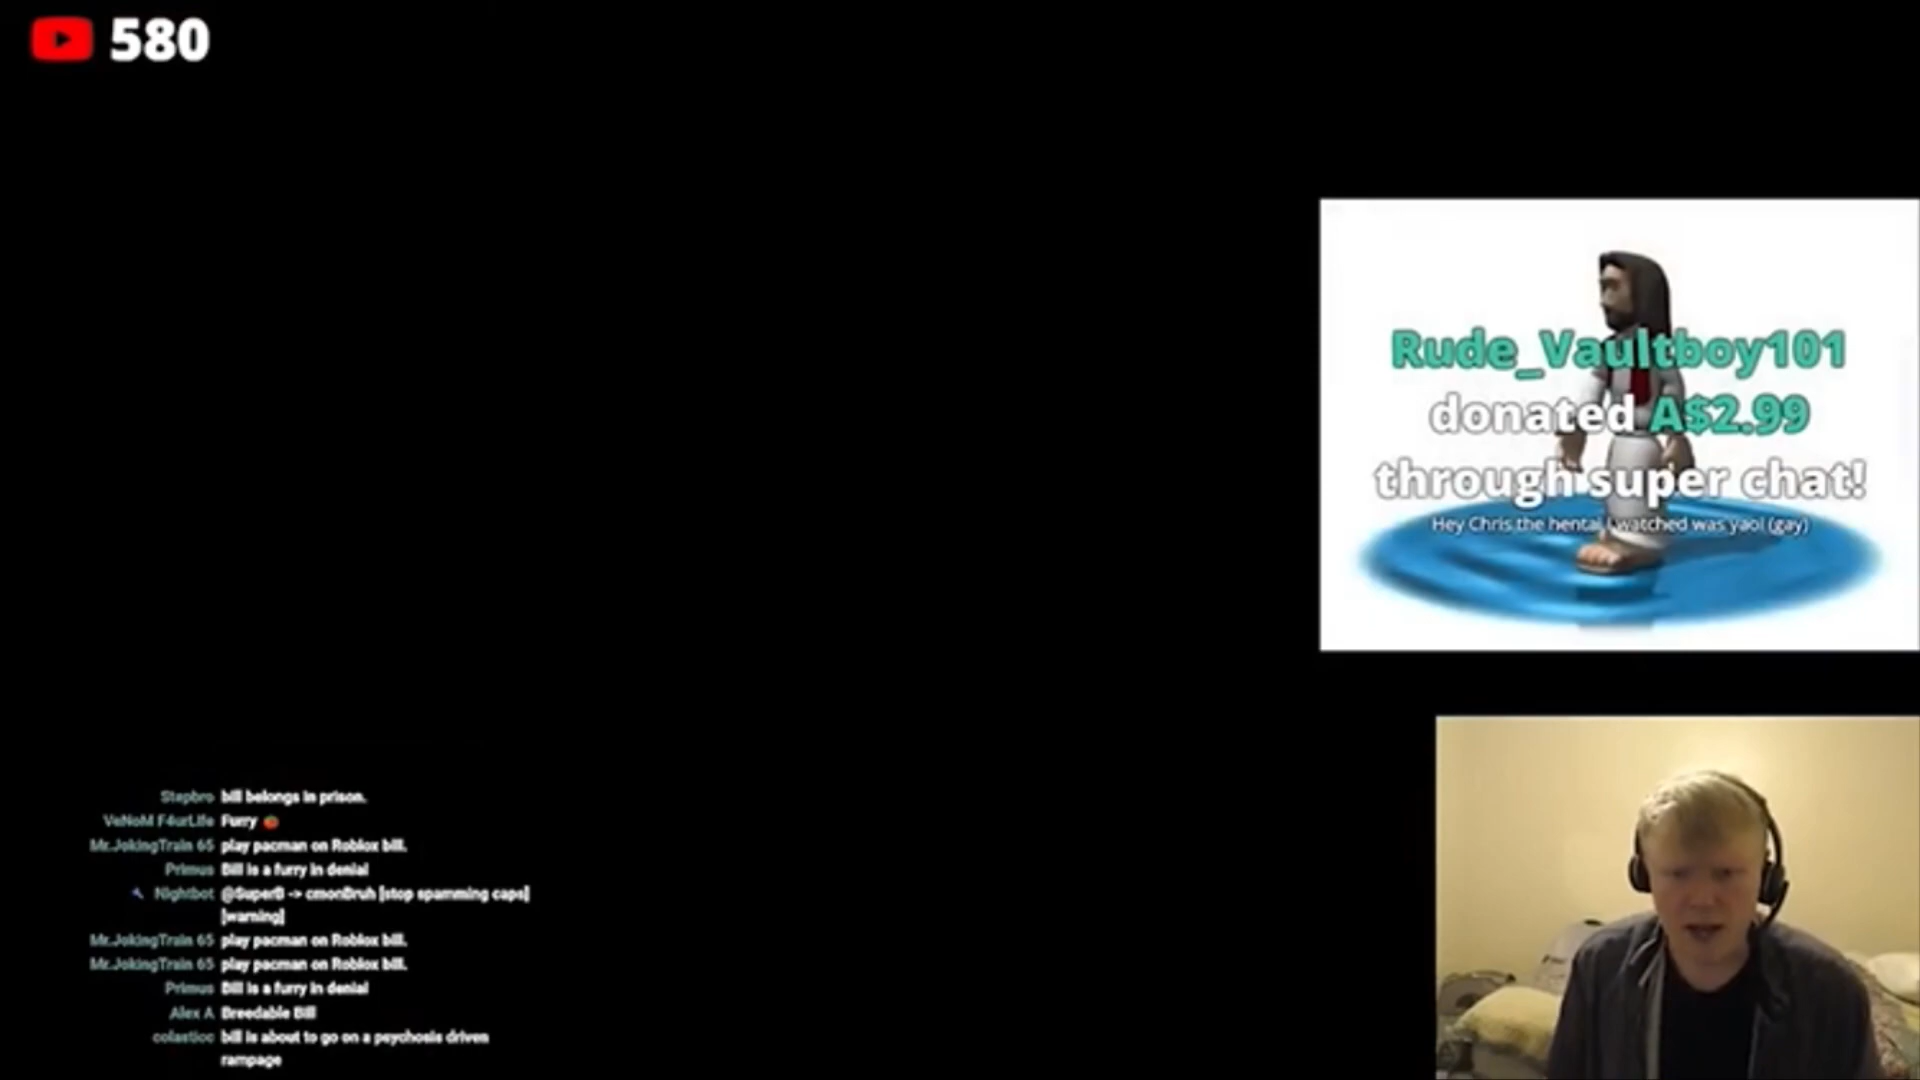 580
Rude_Vaultboy101
donated A$2.99
through super chat!
Hey Chris the hentai I watched was yaoi (gay)
Stepbro bill belongs in prison.
VeNoM F4urLife Furry
Mr.JokingTrain 65 play pacman on Roblox bill.
Primus Bill is a furry in denial
Nightbot @SuperB -> cmonBruh [stop spamming caps]
[warning]
Mr.JokingTrain 65 play pacman on Roblox bill.
Mr.JokingTrain 65 play pacman on Roblox bill.
Primus Bill is a furry in denial
Alex A Breedable Bill
colastioc bill is about to go on a psychosis driven
rampage